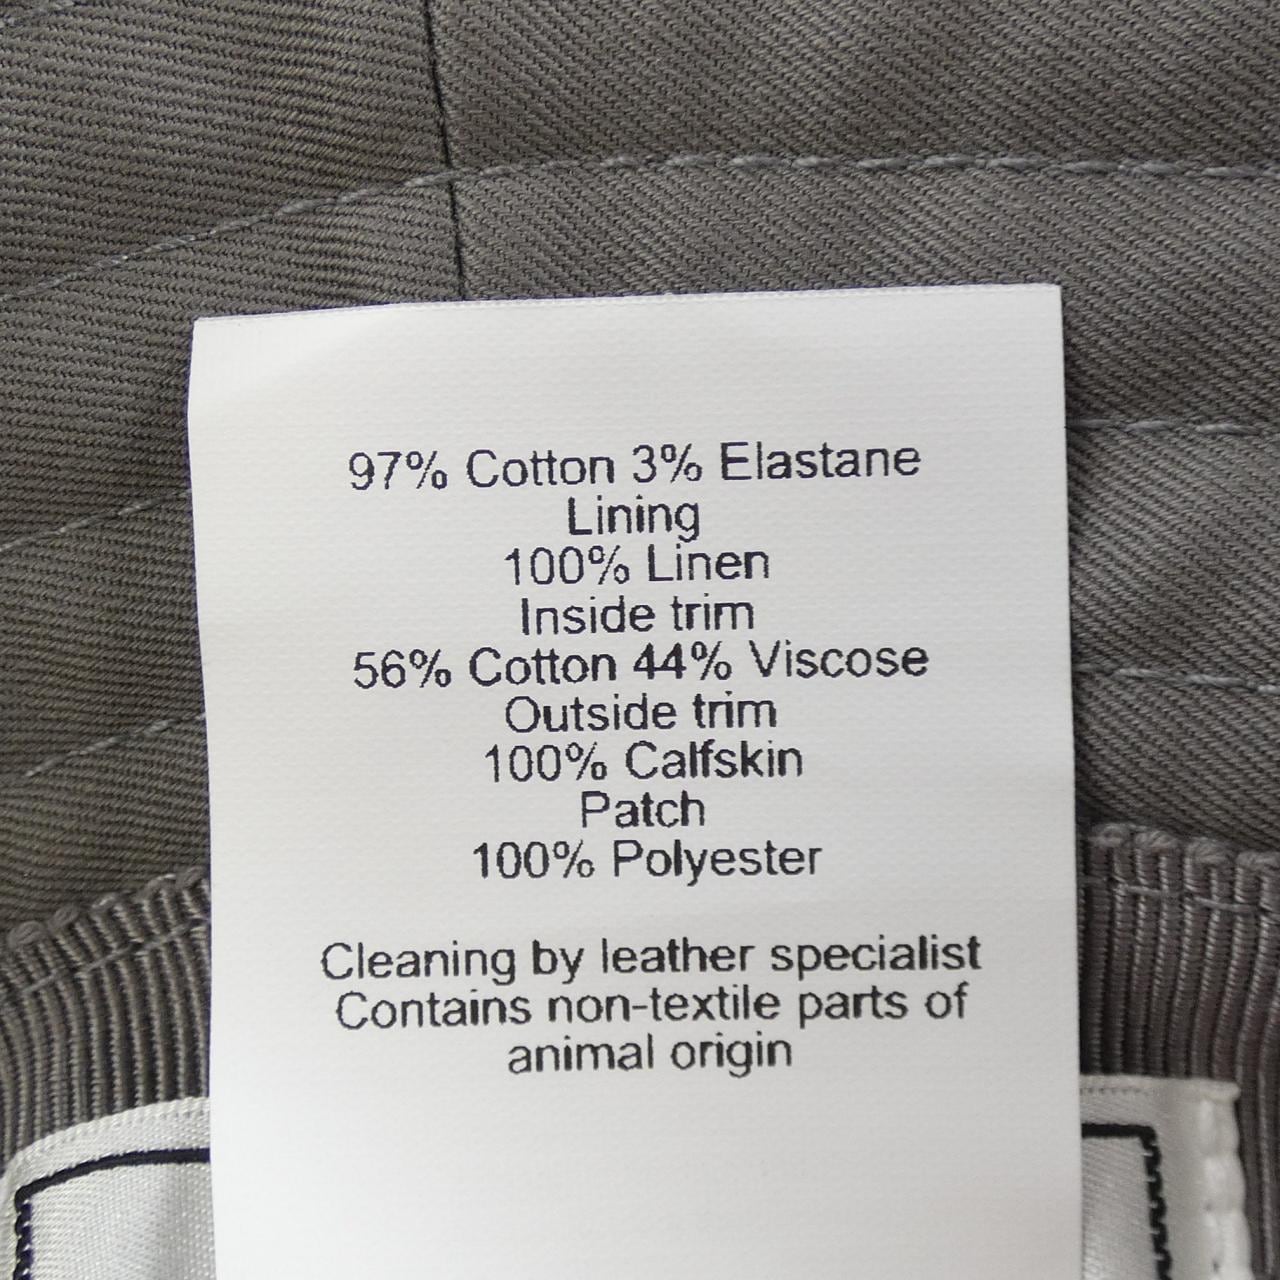 97% Cotton 3% Elastane
Lining
100% Linen
Inside trim
56% Cotton 44% Viscose
Outside trim
100% Calfskin
Patch
100% Polyester
Cleaning by leather specialist
Contains non-textile parts of
animal origin